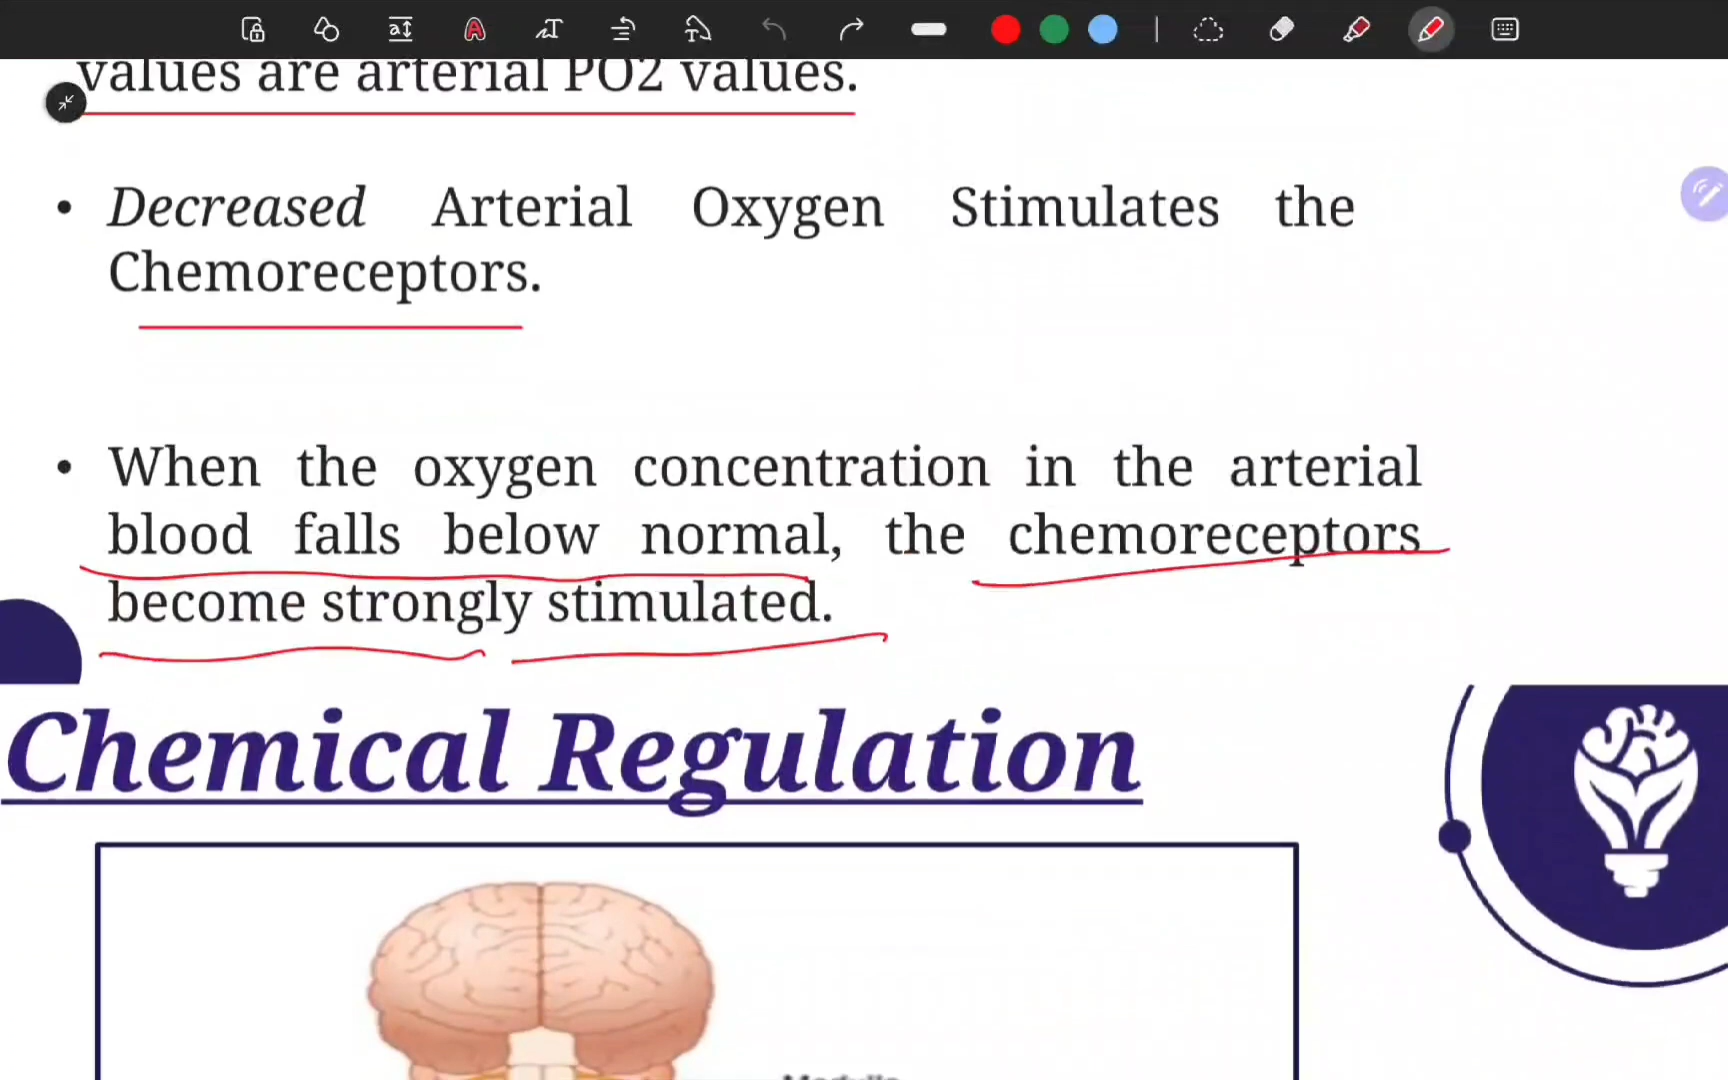 values are arterial PO2 values.
• Decreased Arterial Oxygen Stimulates the
Chemoreceptors.
• When the oxygen concentration in the arterial
blood falls below normal, the chemoreceptors
become strongly stimulated.
Chemical Regulation